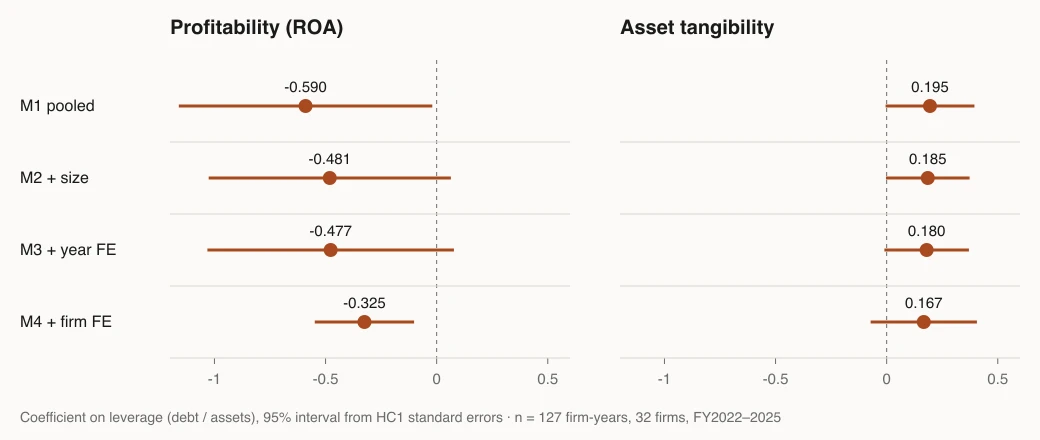 Profitability (ROA)
Asset tangibility
M1 pooled
-0.590
0.195
M2 + size
-0.481
0.185
M3 + year FE
-0.477
0.180
M4 + firm FE
-0.325
0.167
-1 -0.5 0 0.5
-1 -0.5 0 0.5
Coefficient on leverage (debt / assets), 95% interval from HC1 standard errors · n = 127 firm-years, 32 firms, FY2022–2025